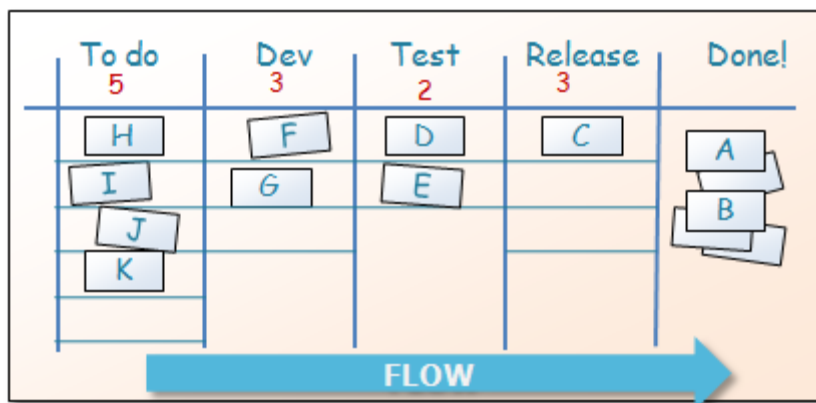 To do Dev Test Release Done!
5 3 2 3
H F D C
A
I G E
B
J
K
FLOW